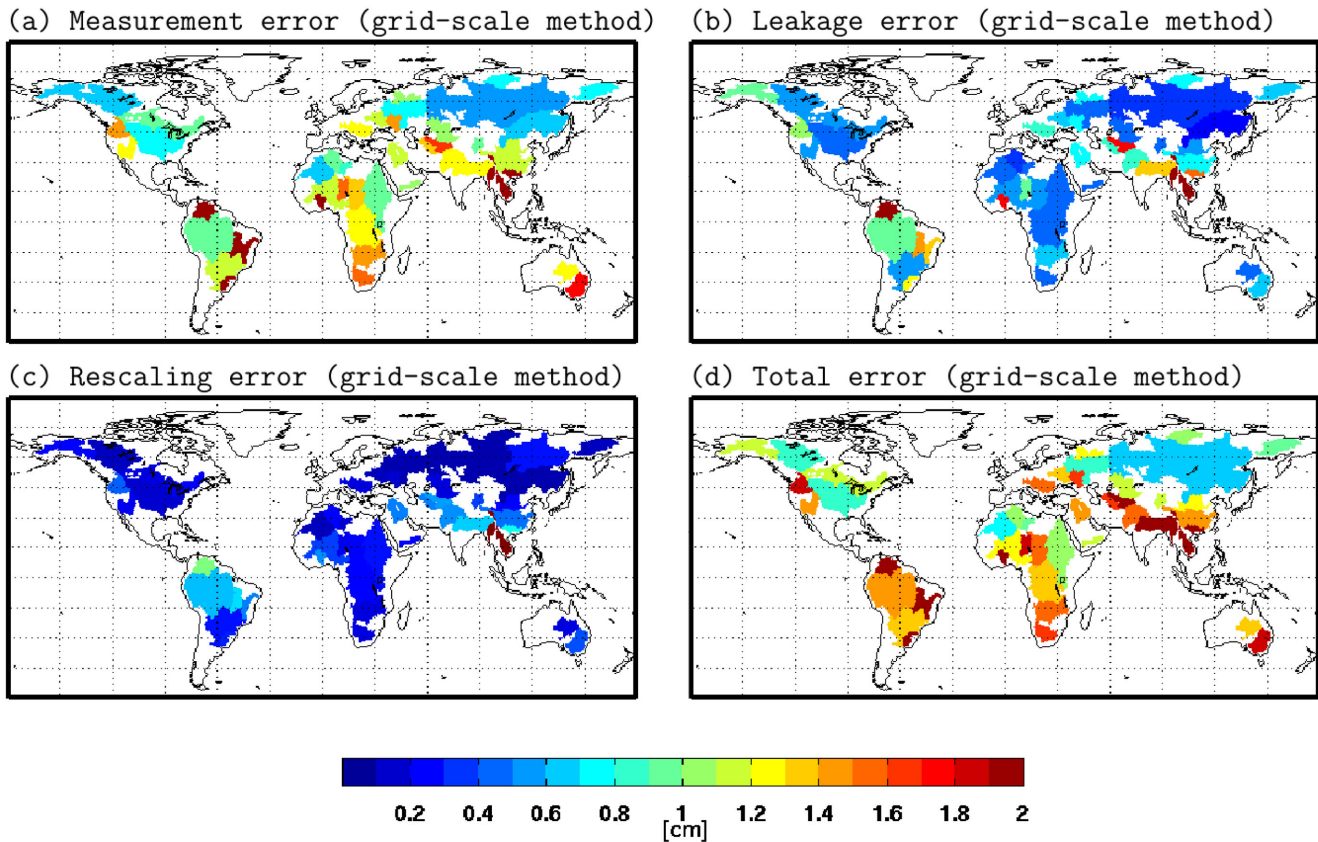 (a) Measurement error (grid-scale method)
(b) Leakage error (grid-scale method)
(c) Rescaling error (grid-scale method)
(d) Total error (grid-scale method)
0.2 0.4 0.6 0.8 1 1.2 1.4 1.6 1.8 2
[cm]